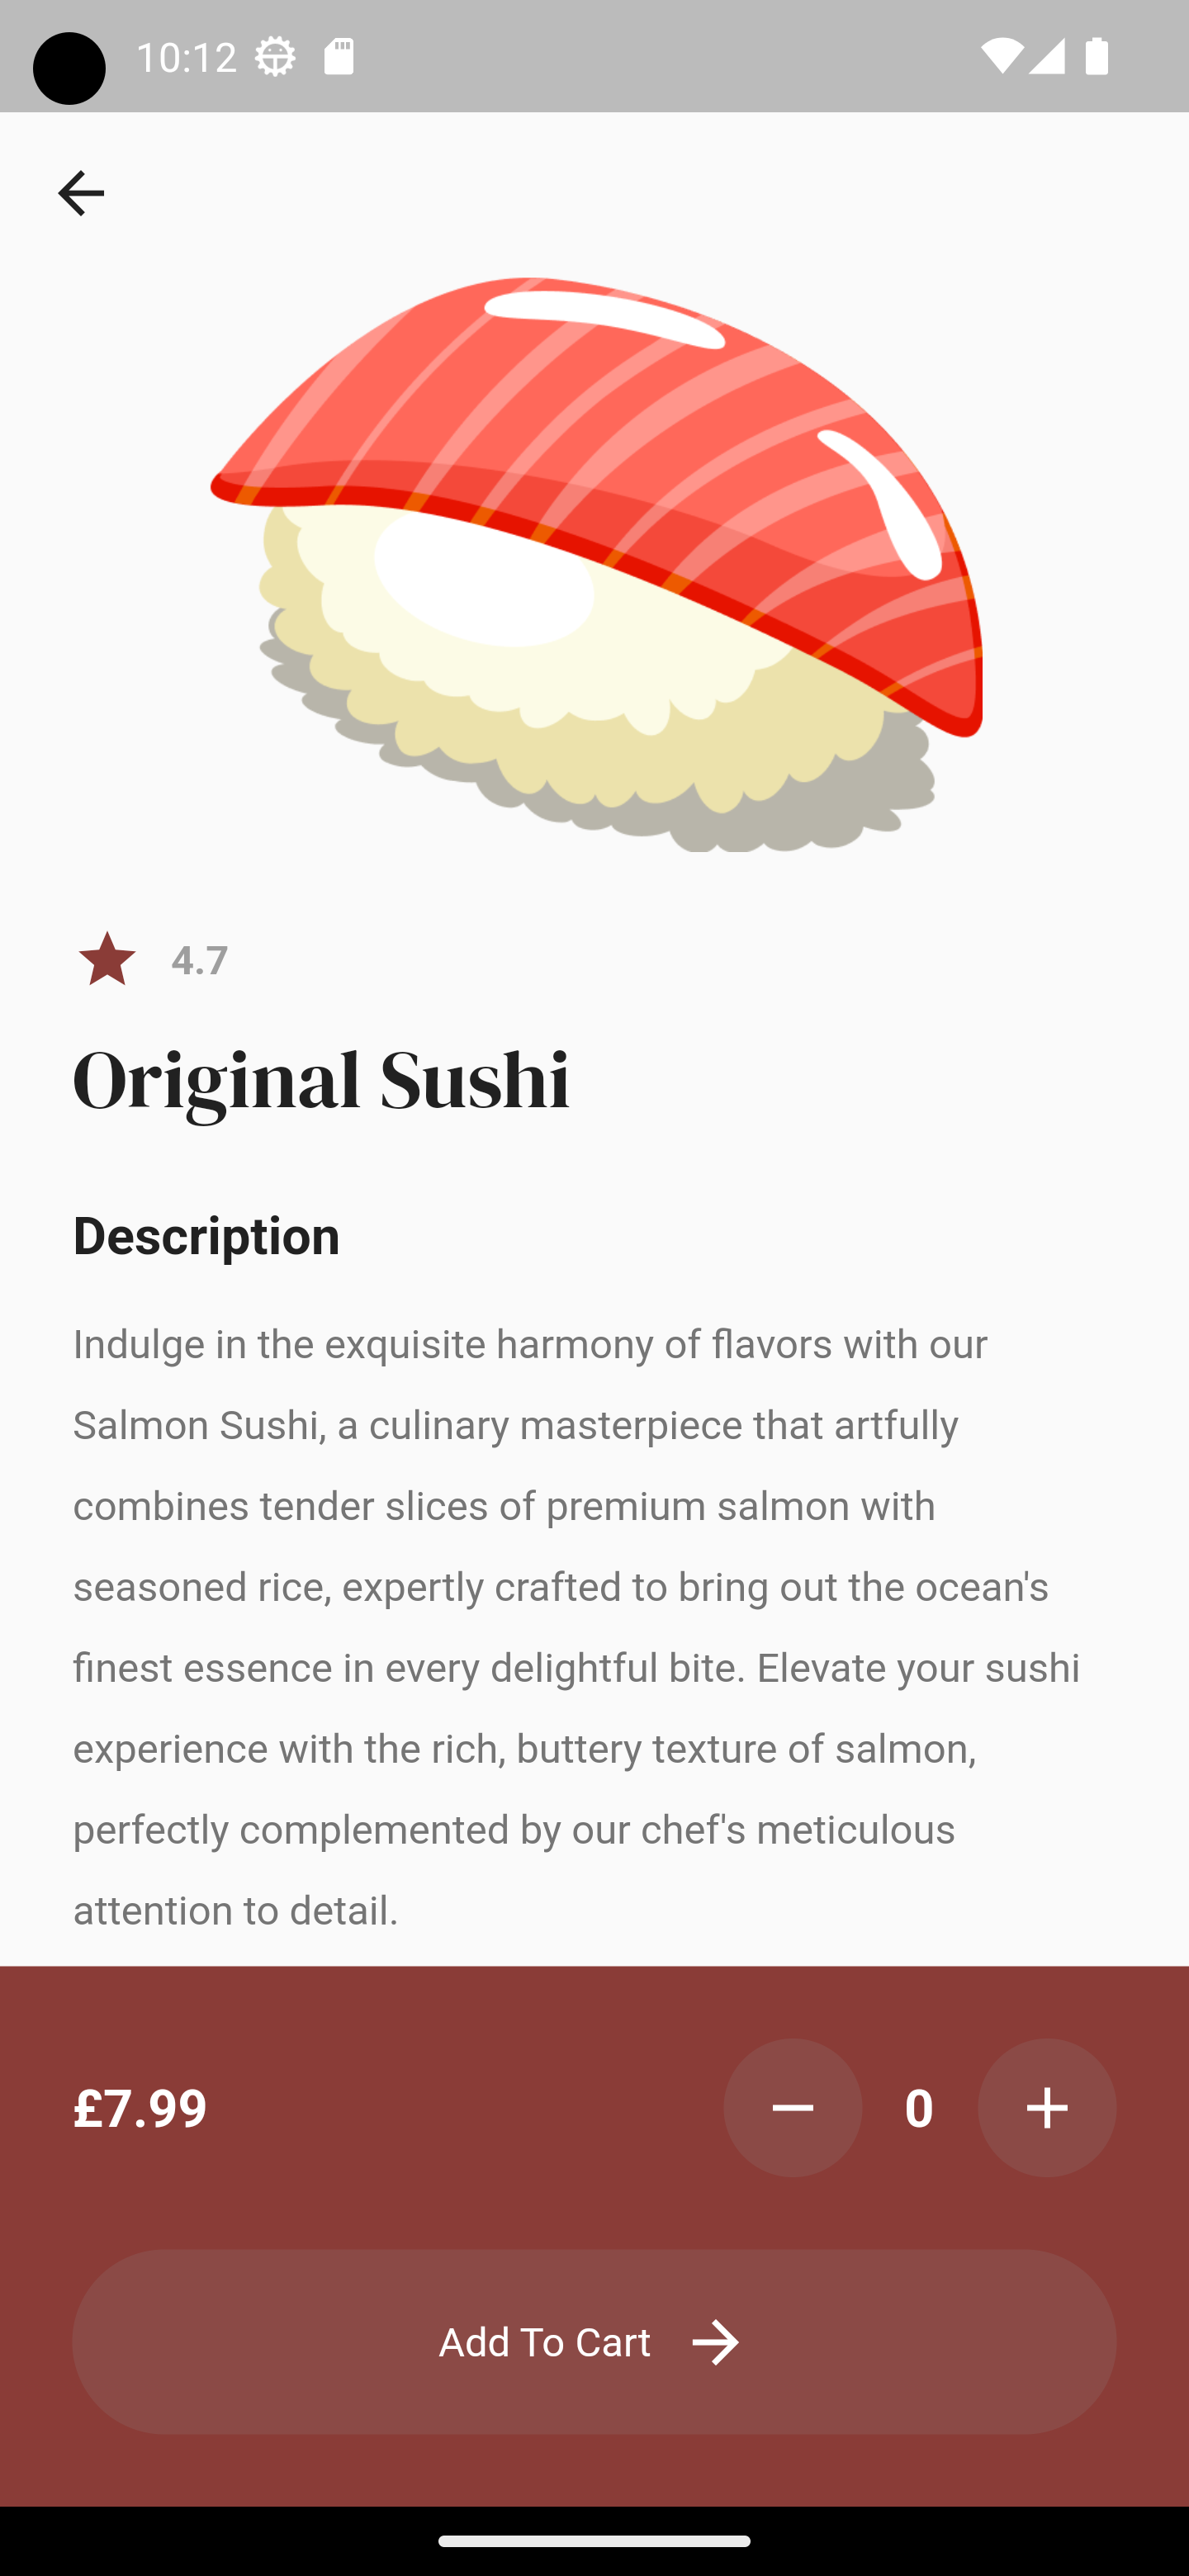 10:12
4.7
Original Sushi
Description
Indulge in the exquisite harmony of flavors with our
Salmon Sushi, a culinary masterpiece that artfully
combines tender slices of premium salmon with
seasoned rice, expertly crafted to bring out the ocean's
finest essence in every delightful bite. Elevate your sushi
experience with the rich, buttery texture of salmon,
perfectly complemented by our chef's meticulous
attention to detail.
£7.99
0
Add To Cart